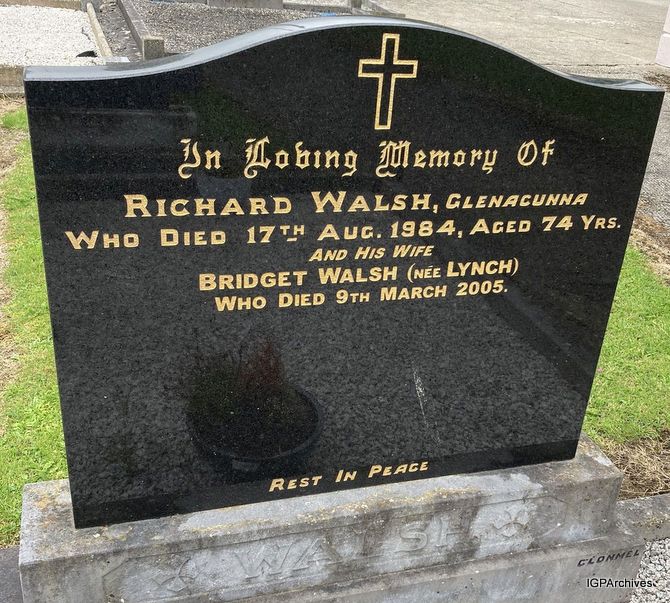 In Loving Memory Of
RICHARD WALSH, GLENAGUNNA
WHO DIED 17TH AUG. 1984, AGED 74 YRS.
AND HIS WIFE
BRIDGET WALSH (NÉE LYNCH)
WHO DIED 9TH MARCH 2005.
REST IN PEACE
WALSH
CLONMEL
IGPArchives